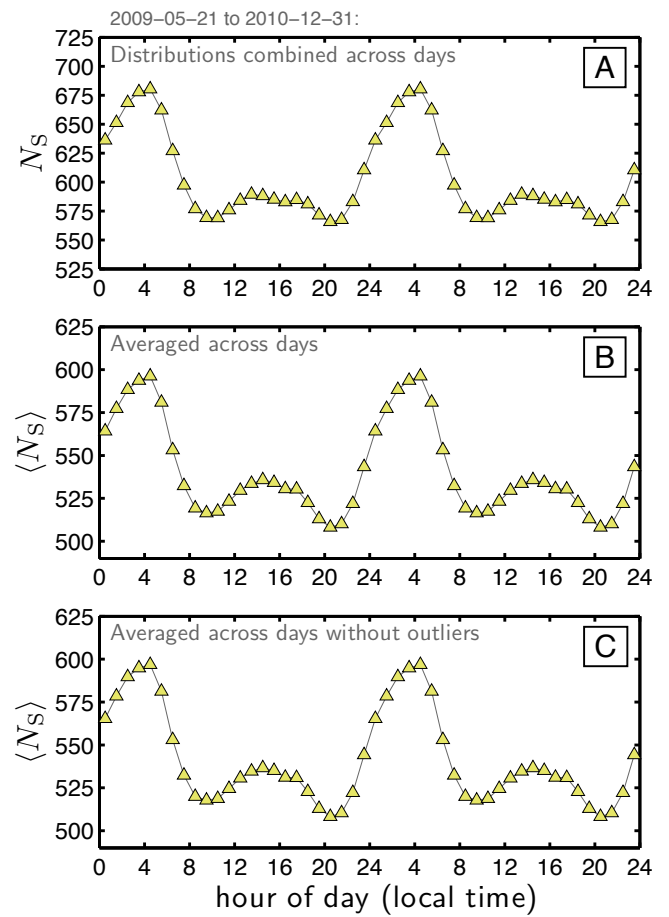 2009–05–21 to 2010–12–31:
Distributions combined across days
A
N_S
725
700
675
650
625
600
575
550
525
0 4 8 12 16 20 24 4 8 12 16 20 24
Averaged across days
B
⟨N_S⟩
625
600
575
550
525
500
0 4 8 12 16 20 24 4 8 12 16 20 24
Averaged across days without outliers
C
⟨N_S⟩
625
600
575
550
525
500
0 4 8 12 16 20 24 4 8 12 16 20 24
hour of day (local time)